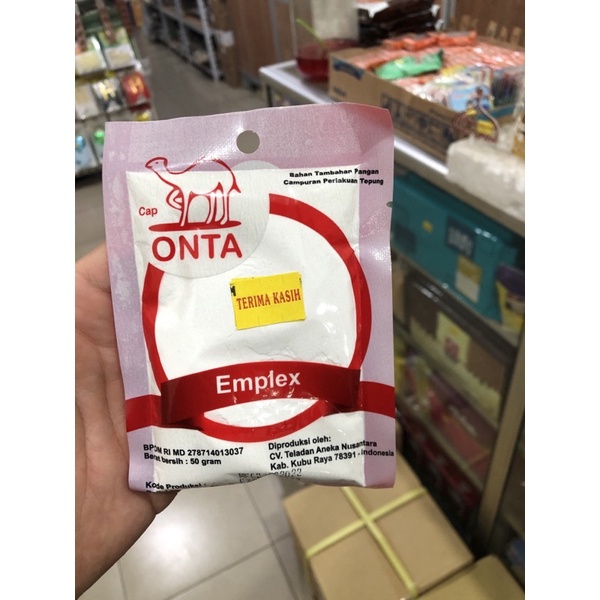 Bahan Tambahan Pangan
Campuran Perlakuan Tepung
Cap
ONTA
TERIMA KASIH
Emplex
BPOM RI MD 278714013037
Berat bersih : 50 gram
Kode Produksi :
Diproduksi oleh:
CV. Teladan Aneka Nusantara
Kab. Kubu Raya 78391 - Indonesia